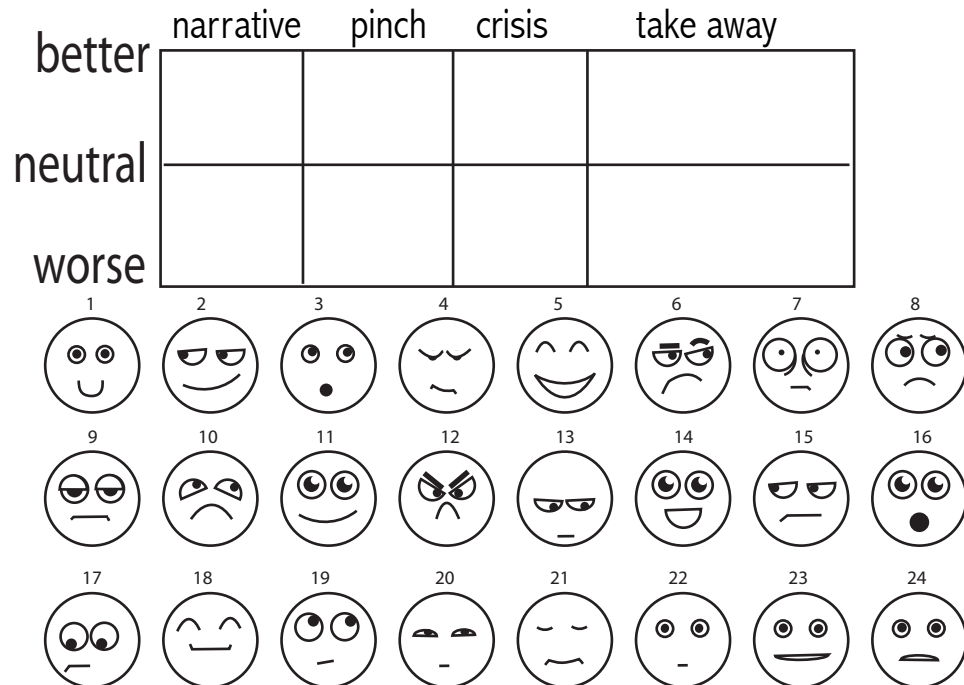 narrative pinch crisis take away
better
neutral
worse
1 2 3 4 5 6 7 8
9 10 11 12 13 14 15 16
17 18 19 20 21 22 23 24